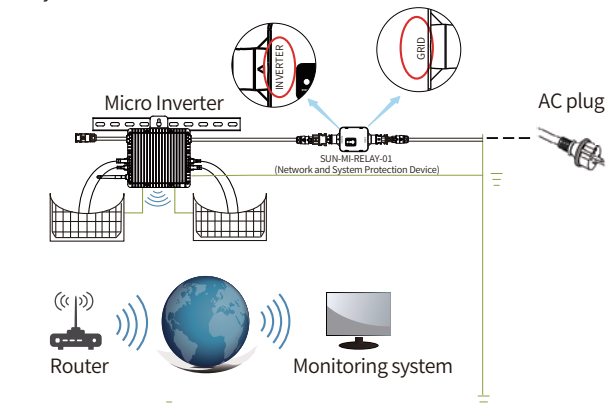 INVERTER
GRID
Micro Inverter
AC plug
SUN-MI-RELAY-01
(Network and System Protection Device)
Router
Monitoring system